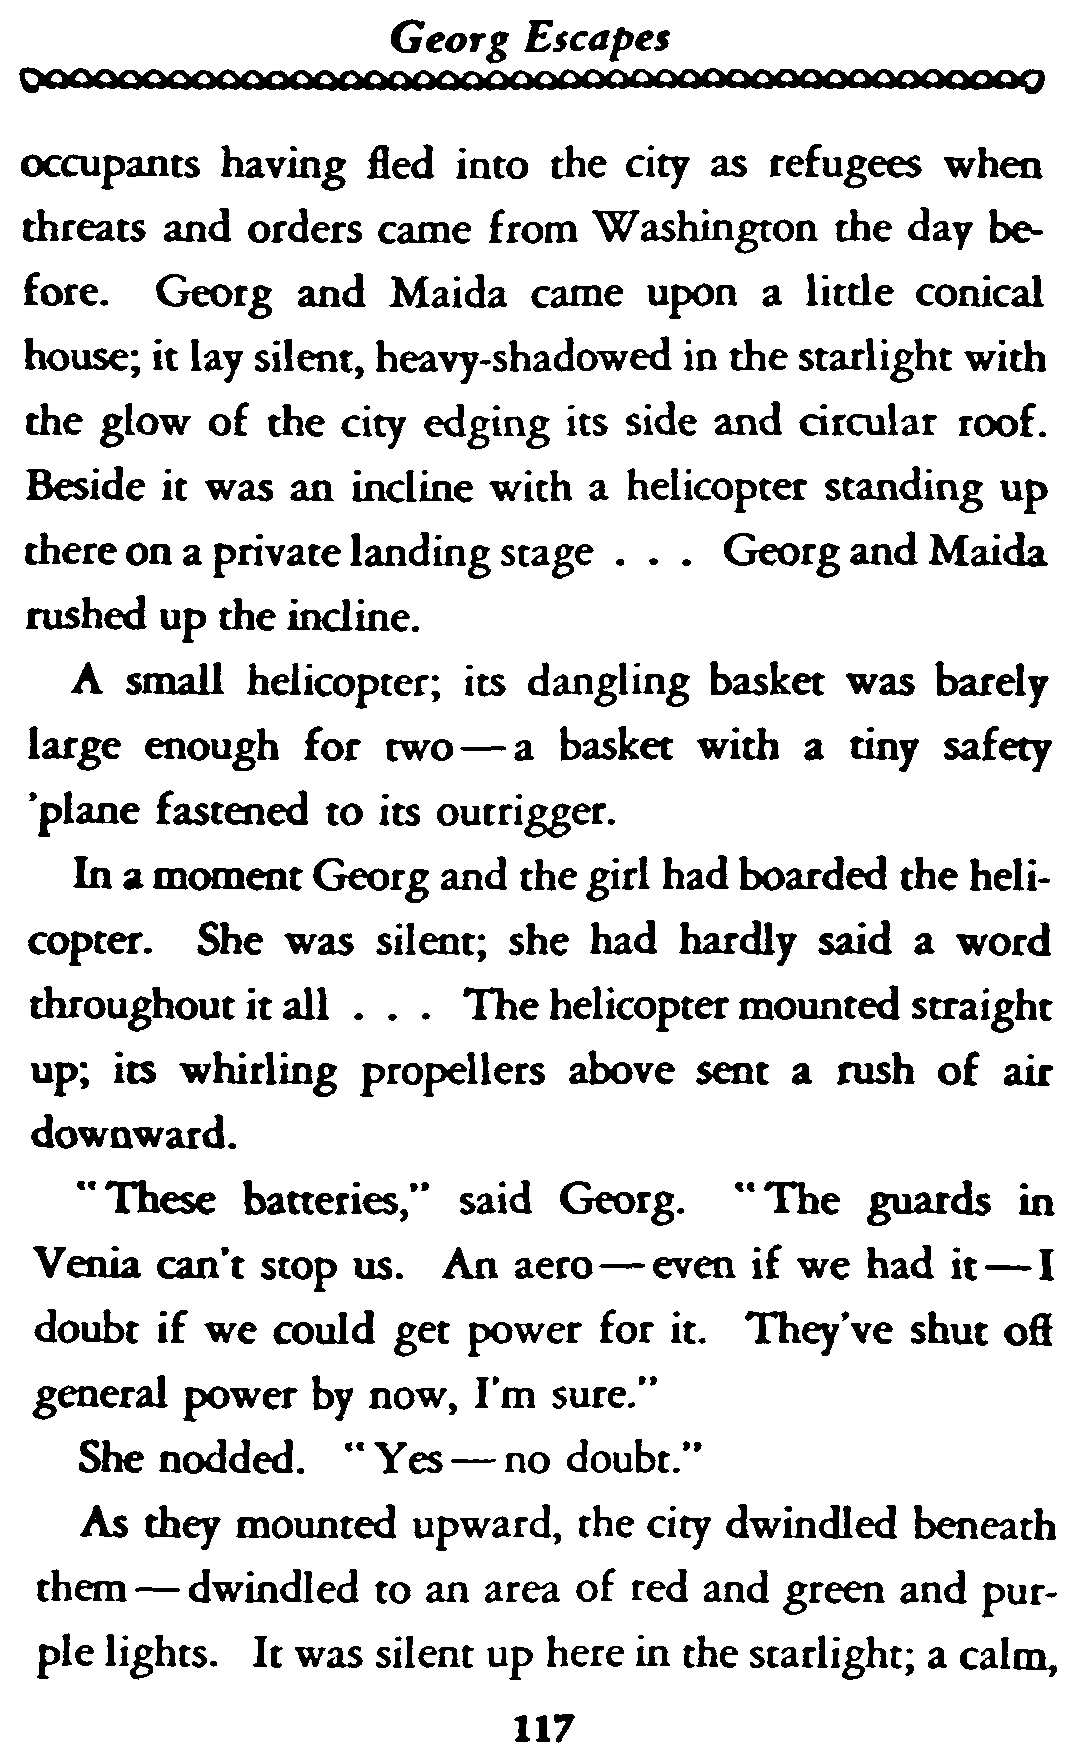 Georg Escapes
occupants having fled into the city as refugees when
threats and orders came from Washington the day be-
fore. Georg and Maida came upon a little conical
house; it lay silent, heavy-shadowed in the starlight with
the glow of the city edging its side and circular roof.
Beside it was an incline with a helicopter standing up
there on a private landing stage . . . Georg and Maida
rushed up the incline.
A small helicopter; its dangling basket was barely
large enough for two—a basket with a tiny safety
'plane fastened to its outrigger.
In a moment Georg and the girl had boarded the heli-
copter. She was silent; she had hardly said a word
throughout it all . . . The helicopter mounted straight
up; its whirling propellers above sent a rush of air
downward.
"These batteries," said Georg. "The guards in
Venia can't stop us. An aero—even if we had it—I
doubt if we could get power for it. They've shut off
general power by now, I'm sure."
She nodded. "Yes—no doubt."
As they mounted upward, the city dwindled beneath
them—dwindled to an area of red and green and pur-
ple lights. It was silent up here in the starlight; a calm,
117